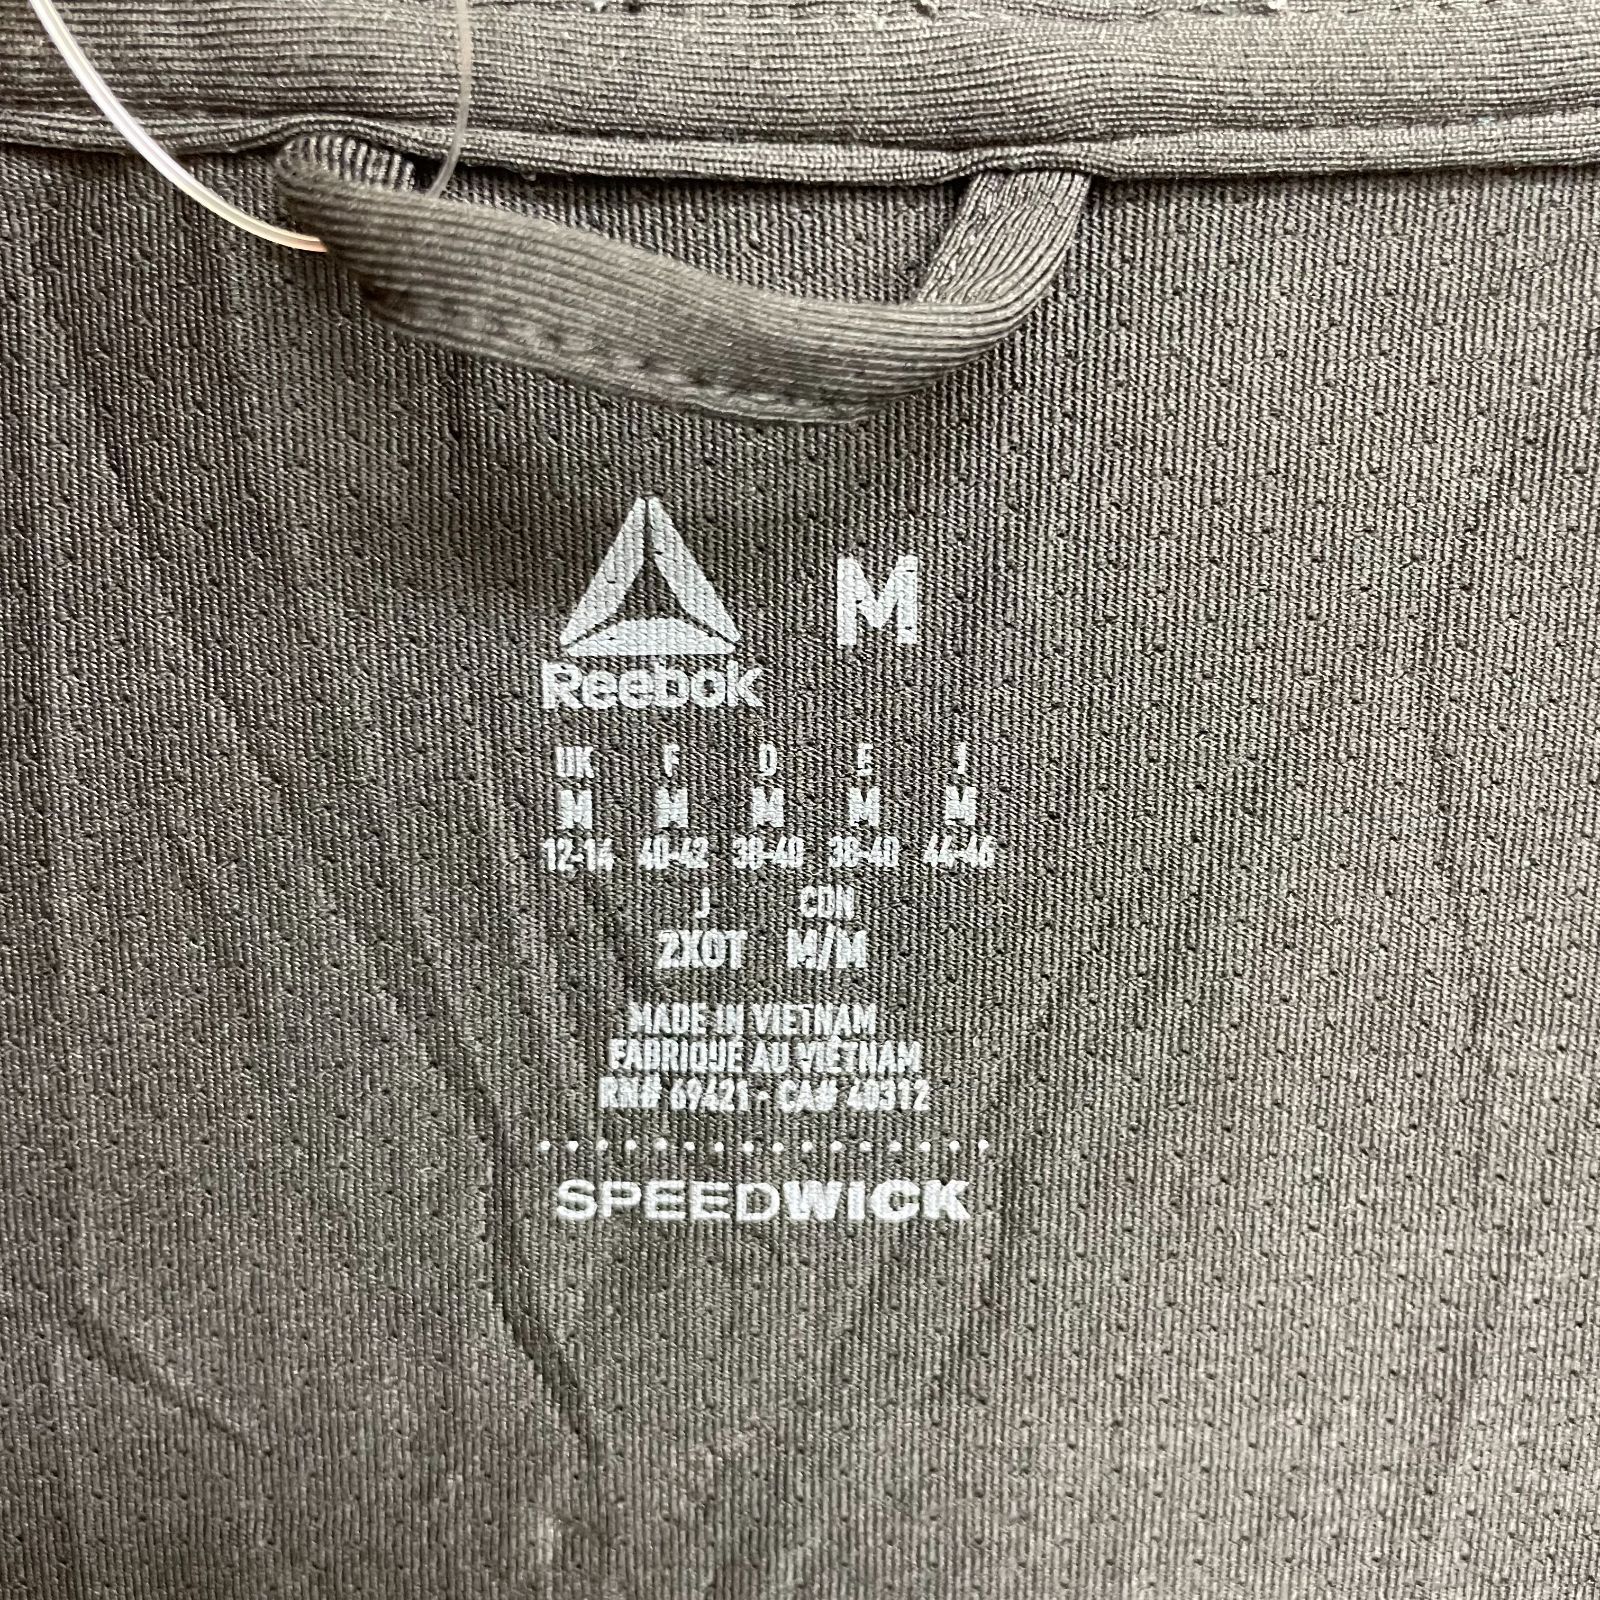 Reebok M
UK F D E I
M M M M M
12-14 40-42 38-40 38-40 44-46
J CDN
2XOT M/M
MADE IN VIETNAM
FABRIQUE AU VIETNAM
RN# 69421 - CA# 40312
SPEEDWICK